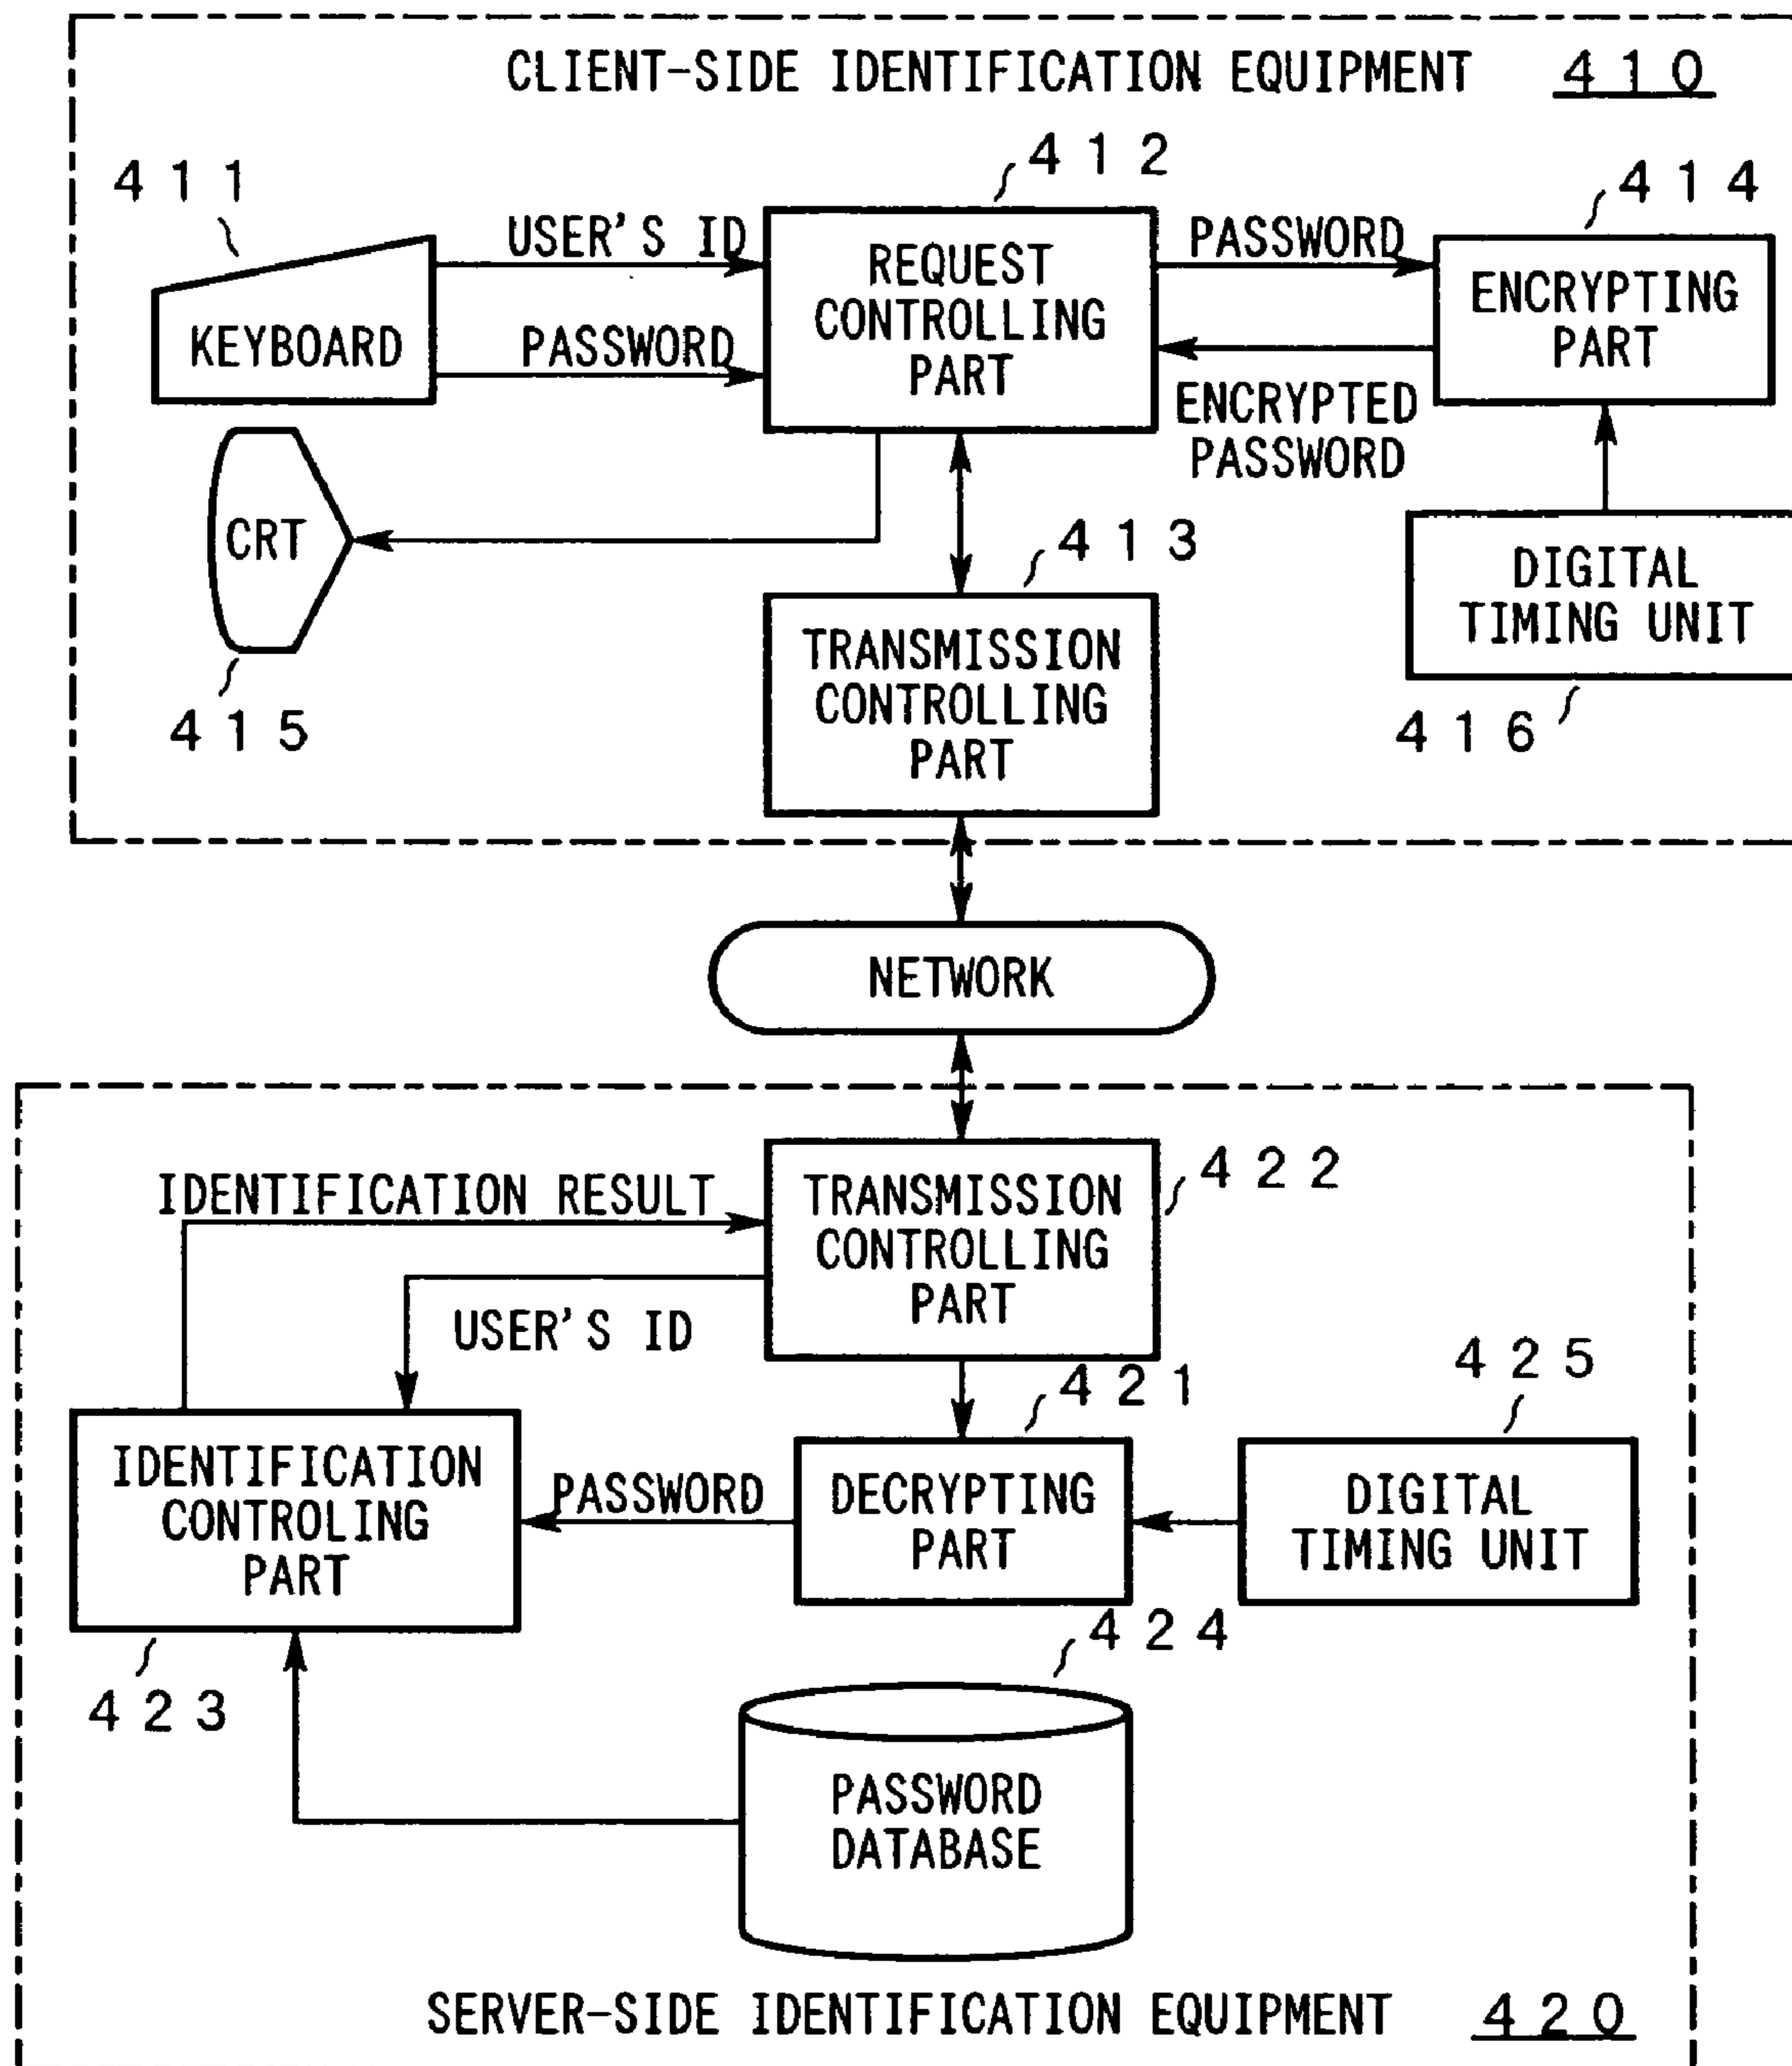 CLIENT-SIDE IDENTIFICATION EQUIPMENT 410
411
412
414
USER'S ID
PASSWORD
KEYBOARD
REQUEST
CONTROLLING
PART
PASSWORD
ENCRYPTED
PASSWORD
ENCRYPTING
PART
CRT
415
413
TRANSMISSION
CONTROLLING
PART
DIGITAL
TIMING UNIT
416
NETWORK
IDENTIFICATION RESULT
USER'S ID
TRANSMISSION
CONTROLLING
PART
422
421
425
IDENTIFICATION
CONTROLING
PART
PASSWORD
DECRYPTING
PART
DIGITAL
TIMING UNIT
423
424
PASSWORD
DATABASE
SERVER-SIDE IDENTIFICATION EQUIPMENT 420